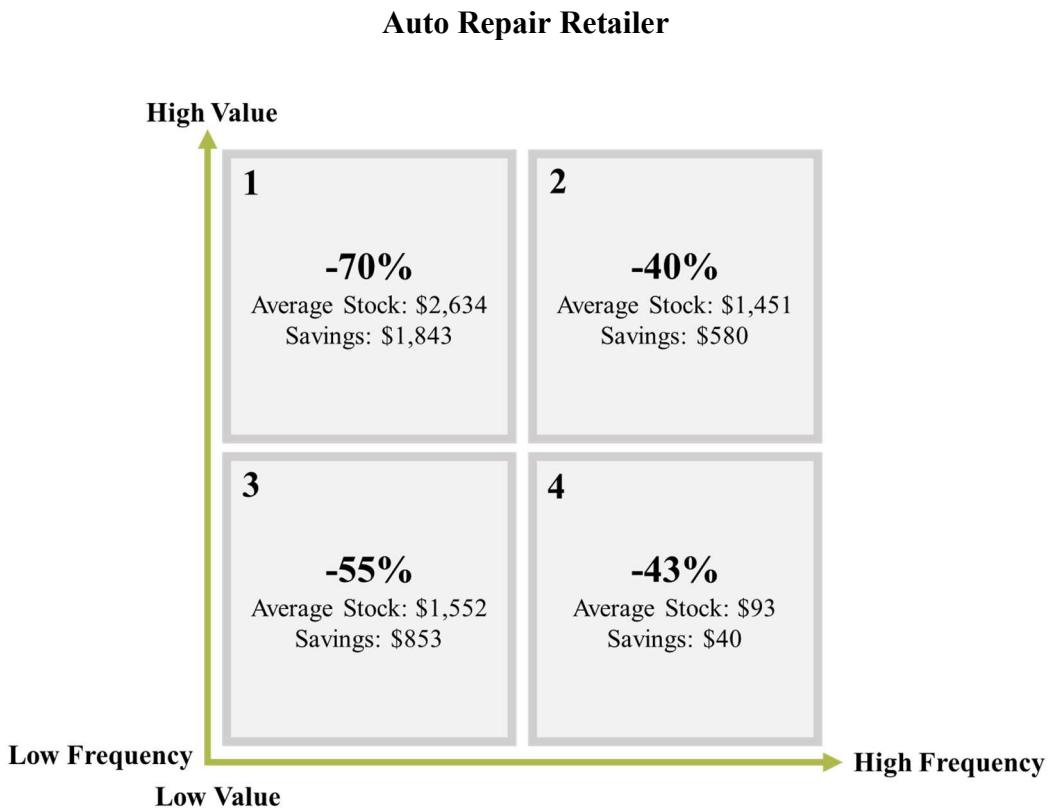 Auto Repair Retailer
High Value
1
-70%
Average Stock: $2,634
Savings: $1,843
2
-40%
Average Stock: $1,451
Savings: $580
3
-55%
Average Stock: $1,552
Savings: $853
4
-43%
Average Stock: $93
Savings: $40
Low Frequency
High Frequency
Low Value